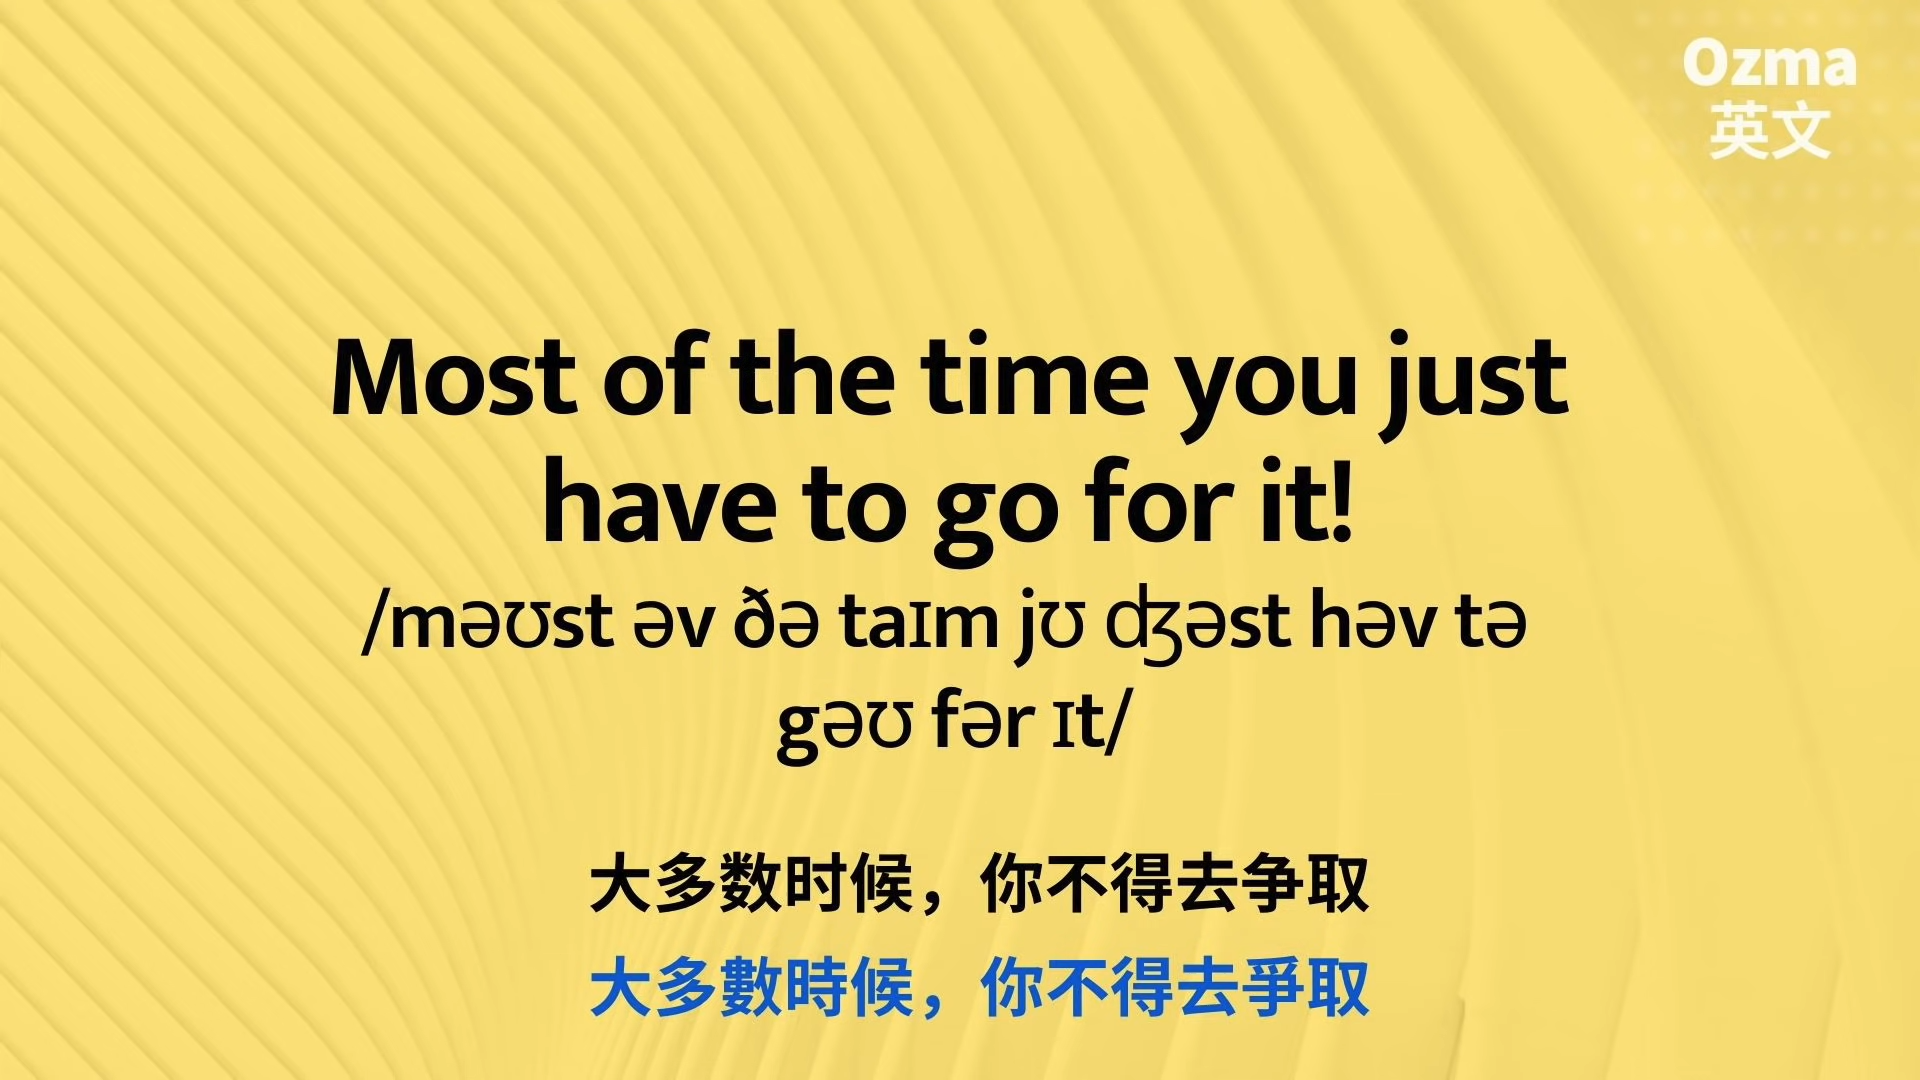 Ozma
英文
Most of the time you just
have to go for it!
/məʊst əv ðə taɪm jʊ ʤəst həv tə
gəʊ fər ɪt/
大多数时候，你不得去争取
大多數時候，你不得去爭取